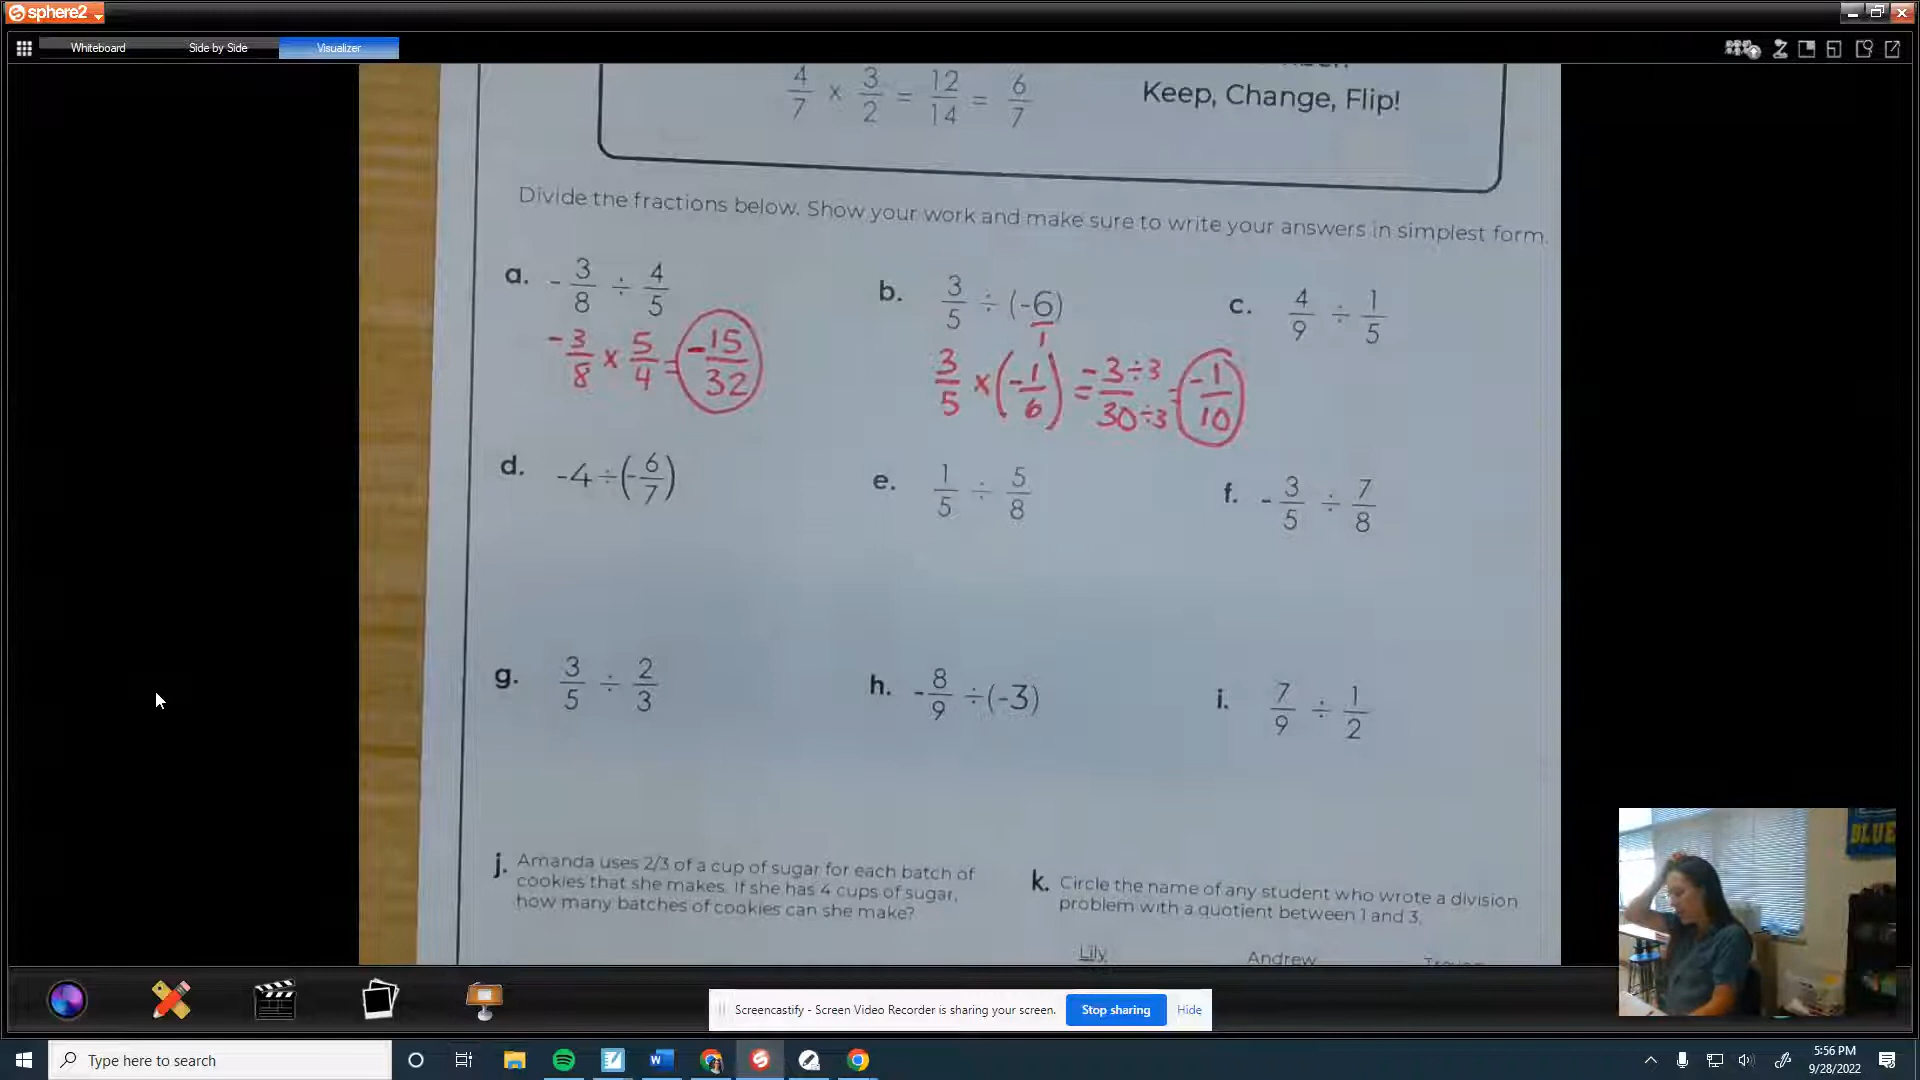 sphere2
Whiteboard Side by Side Visualizer
4/7 × 3/2 = 12/14 = 6/7
Keep, Change, Flip!
Divide the fractions below. Show your work and make sure to write your answers in simplest form.
a. -3/8 ÷ 4/5
-3/8 × 5/4 = -15/32
b. 3/5 ÷ (-6)
1
3/5 × (-1/6) = -3÷3/30÷3 = -1/10
c. 4/9 ÷ 1/5
d. -4 ÷ (-6/7)
e. 1/5 ÷ 5/8
f. -3/5 ÷ 7/8
g. 3/5 ÷ 2/3
h. -8/9 ÷ (-3)
i. 7/9 ÷ 1/2
j. Amanda uses 2/3 of a cup of sugar for each batch of
cookies that she makes. If she has 4 cups of sugar,
how many batches of cookies can she make?
k. Circle the name of any student who wrote a division
problem with a quotient between 1 and 3.
Lily Andrew
BLUE
Screencastify - Screen Video Recorder is sharing your screen. Stop sharing Hide
Type here to search
5:56 PM
9/28/2022